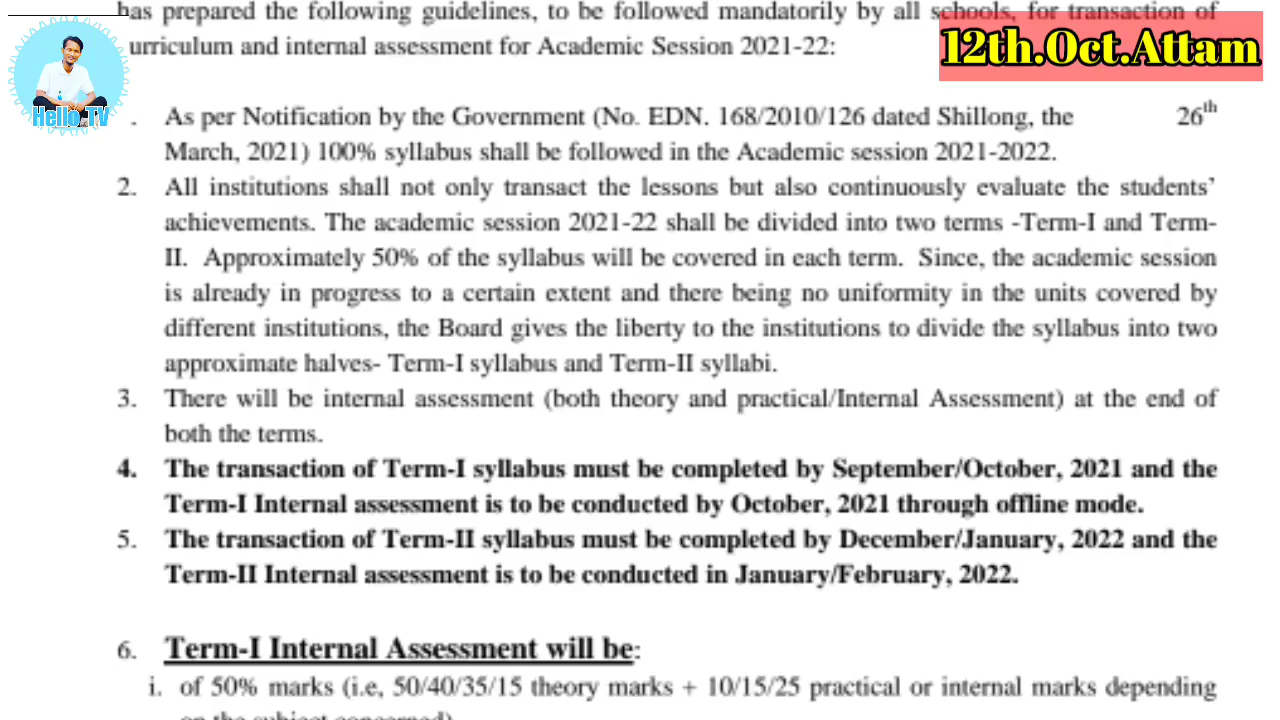 has prepared the following guidelines, to be followed mandatorily by all schools, for transaction of
urriculum and internal assessment for Academic Session 2021-22:
12th.Oct.Attam
Hello TV
. As per Notification by the Government (No. EDN. 168/2010/126 dated Shillong, the 26th
March, 2021) 100% syllabus shall be followed in the Academic session 2021-2022.
2. All institutions shall not only transact the lessons but also continuously evaluate the students’
achievements. The academic session 2021-22 shall be divided into two terms -Term-I and Term-
II. Approximately 50% of the syllabus will be covered in each term. Since, the academic session
is already in progress to a certain extent and there being no uniformity in the units covered by
different institutions, the Board gives the liberty to the institutions to divide the syllabus into two
approximate halves- Term-I syllabus and Term-II syllabi.
3. There will be internal assessment (both theory and practical/Internal Assessment) at the end of
both the terms.
4. The transaction of Term-I syllabus must be completed by September/October, 2021 and the
Term-I Internal assessment is to be conducted by October, 2021 through offline mode.
5. The transaction of Term-II syllabus must be completed by December/January, 2022 and the
Term-II Internal assessment is to be conducted in January/February, 2022.
6. Term-I Internal Assessment will be:
i. of 50% marks (i.e, 50/40/35/15 theory marks + 10/15/25 practical or internal marks depending
on the subject concerned)